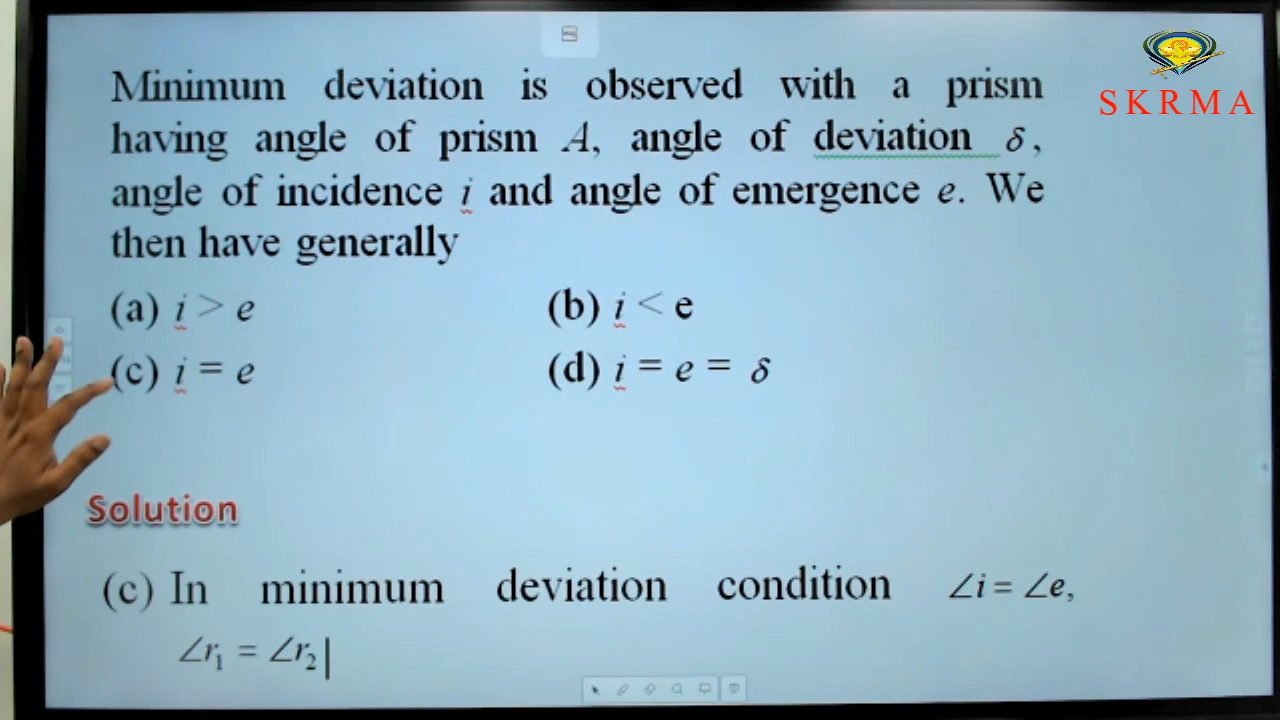 SKRMA
Minimum deviation is observed with a prism
having angle of prism A, angle of deviation δ,
angle of incidence i and angle of emergence e. We
then have generally
(a) i > e (b) i < e
(c) i = e (d) i = e = δ
Solution
(c) In minimum deviation condition ∠i = ∠e,
∠r₁ = ∠r₂